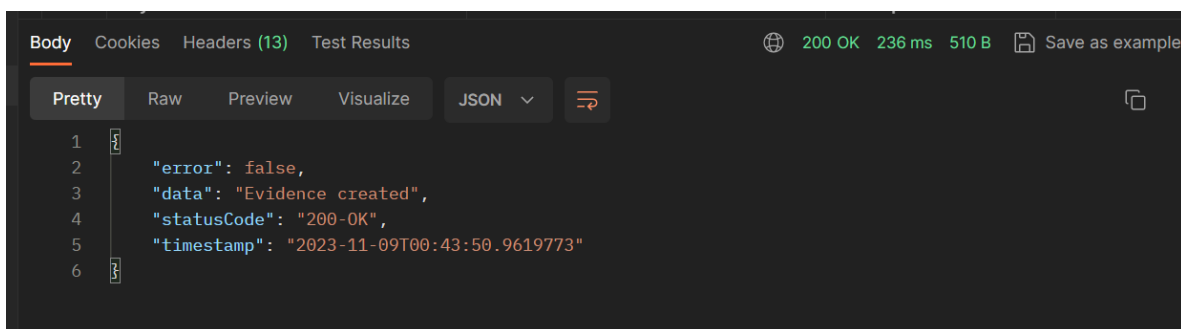 Body Cookies Headers (13) Test Results 200 OK 236 ms 510 B Save as example
Pretty Raw Preview Visualize JSON
1 {
2 "error": false,
3 "data": "Evidence created",
4 "statusCode": "200-OK",
5 "timestamp": "2023-11-09T00:43:50.9619773"
6 }